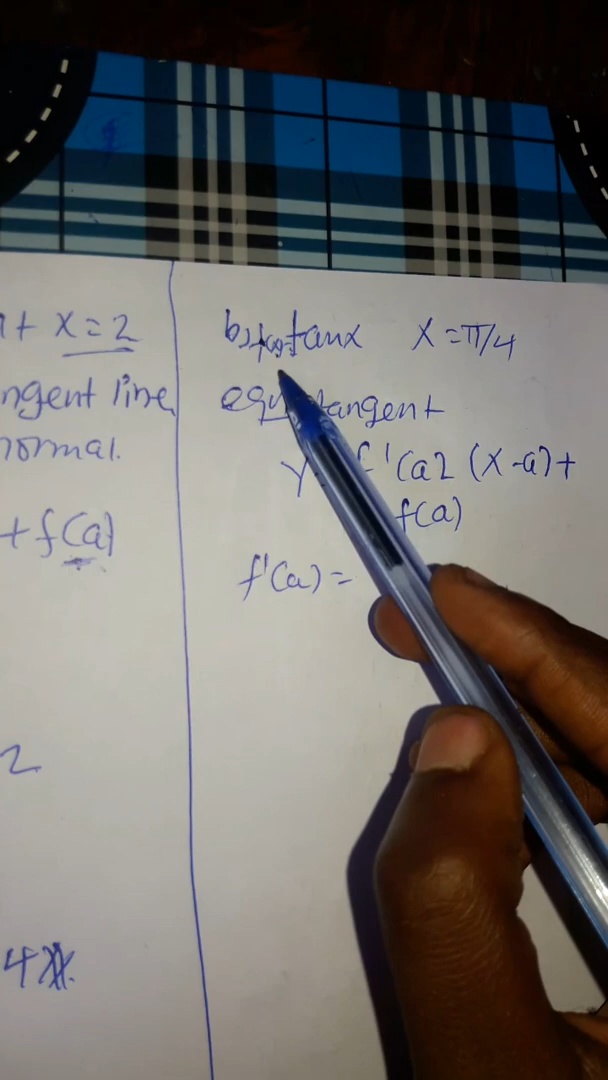 x = 2
ngent line
normal.
+ f(a)
2
4
tanx x = π/4
tangent
y f'(a) (x-a) +
f(a)
f'(a) =